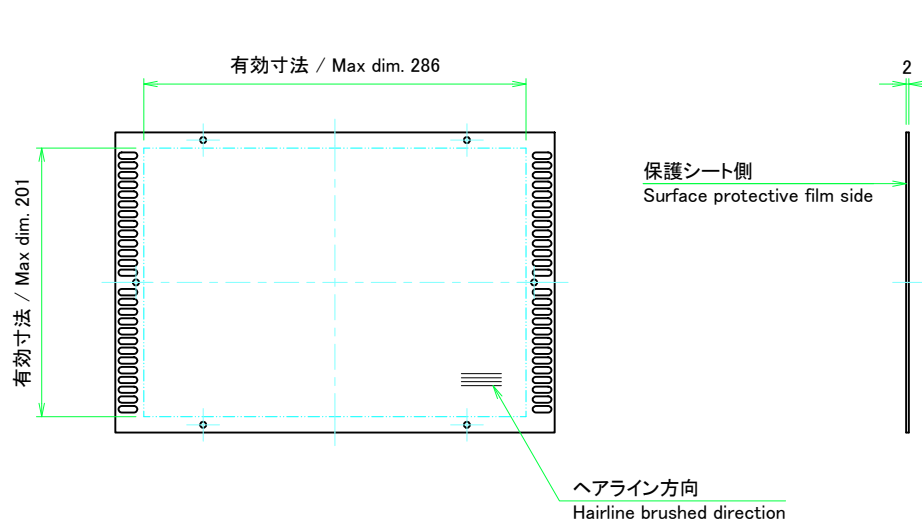 有効寸法 / Max dim. 286
2
保護シート側
Surface protective film side
有効寸法 / Max dim. 201
ヘアライン方向
Hairline brushed direction